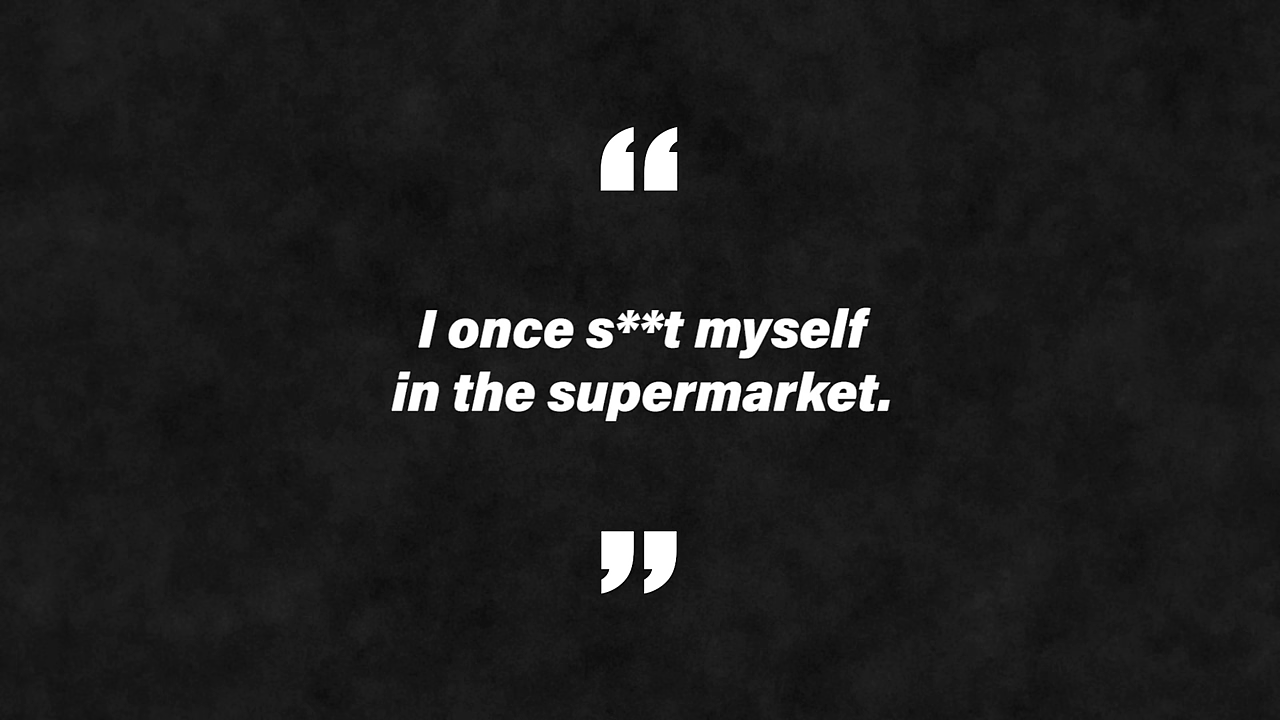 “
I once s**t myself
in the supermarket.
”